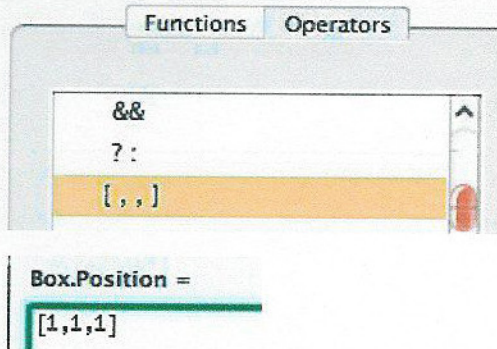 Functions Operators
&&
? :
[ , , ]
Box.Position =
[1,1,1]